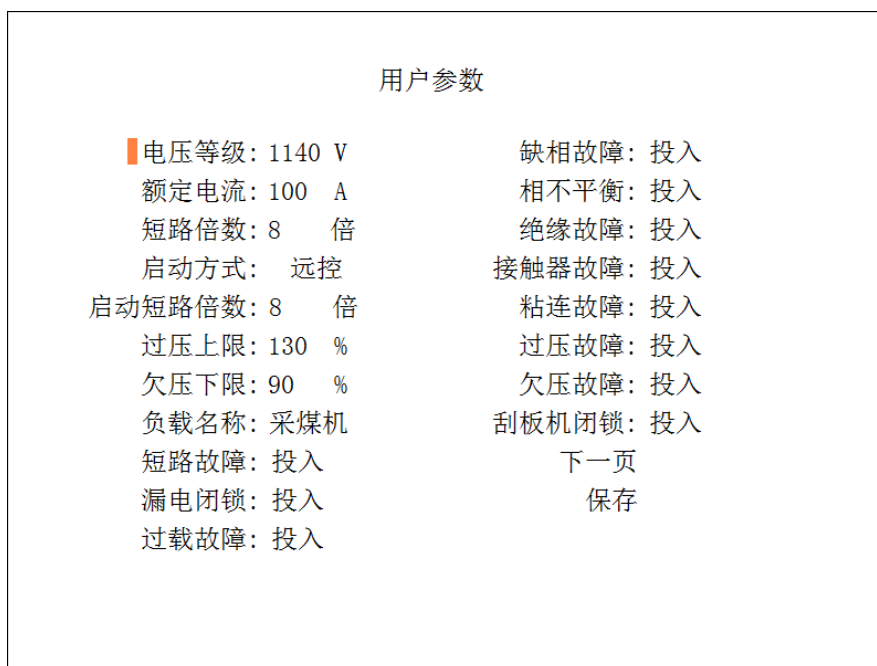 用户参数
电压等级: 1140 V
额定电流: 100 A
短路倍数: 8 倍
启动方式: 远控
启动短路倍数: 8 倍
过压上限: 130 %
欠压下限: 90 %
负载名称: 采煤机
短路故障: 投入
漏电闭锁: 投入
过载故障: 投入
缺相故障: 投入
相不平衡: 投入
绝缘故障: 投入
接触器故障: 投入
粘连故障: 投入
过压故障: 投入
欠压故障: 投入
刮板机闭锁: 投入
下一页
保存